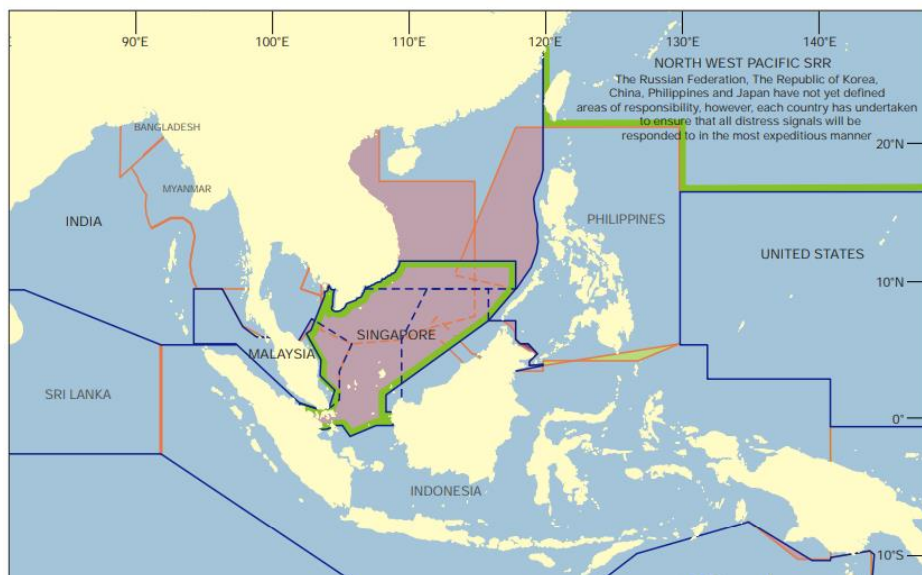 90°E
100°E
110°E
120°E
130°E
140°E
NORTH WEST PACIFIC SRR
The Russian Federation, The Republic of Korea,
China, Philippines and Japan have not yet defined
areas of responsibility, however, each country has undertaken
to ensure that all distress signals will be
responded to in the most expeditious manner
BANGLADESH
20°N
MYANMAR
INDIA
PHILIPPINES
UNITED STATES
10°N
SINGAPORE
MALAYSIA
SRI LANKA
0°
INDONESIA
10°S